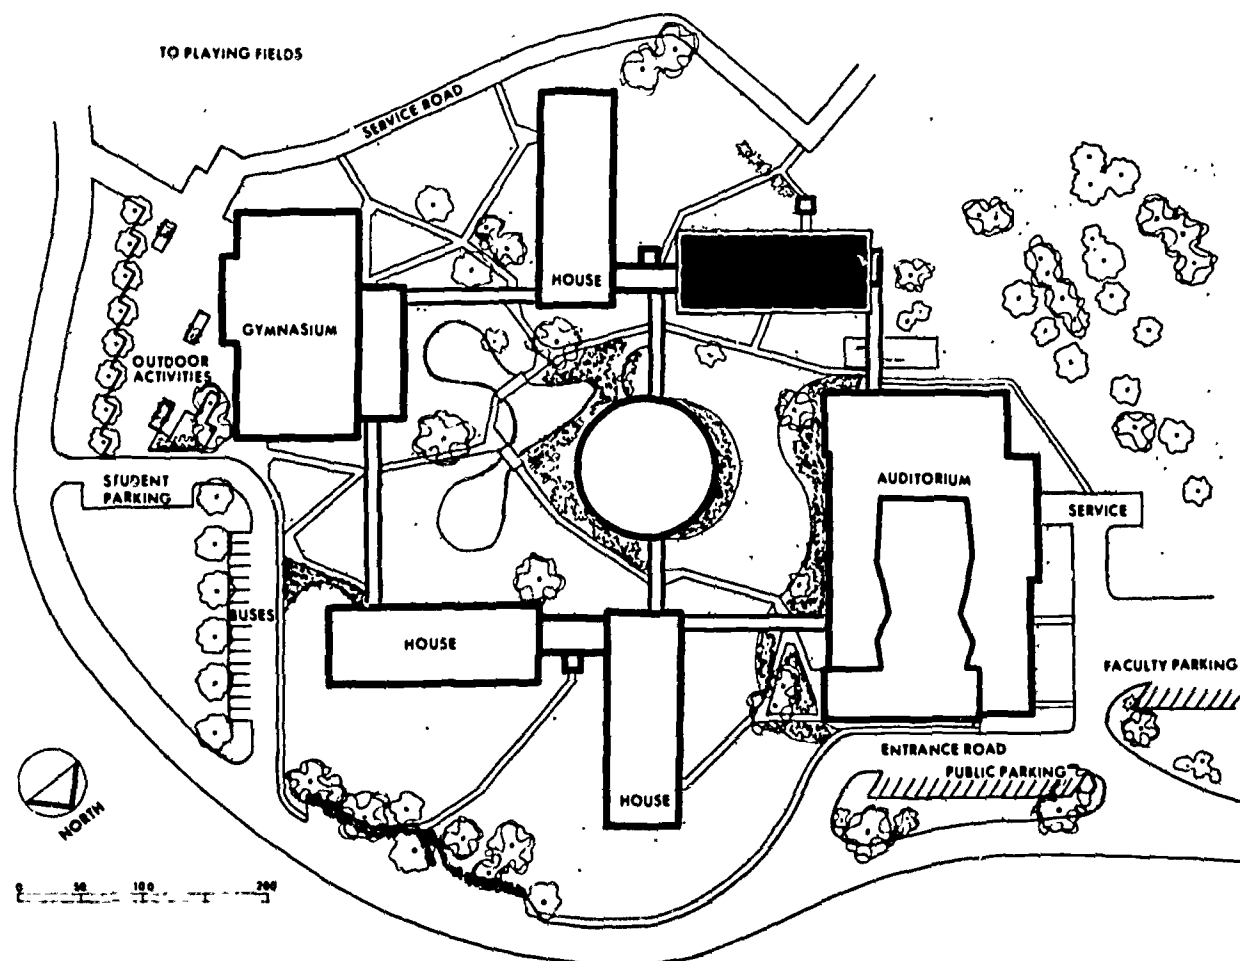 TO PLAYING FIELDS
SERVICE ROAD
HOUSE
GYMNASIUM
OUTDOOR
ACTIVITIES
STUDENT
PARKING
AUDITORIUM
SERVICE
BUSES
HOUSE
FACULTY PARKING
ENTRANCE ROAD
PUBLIC PARKING
HOUSE
NORTH
0 50 100 200